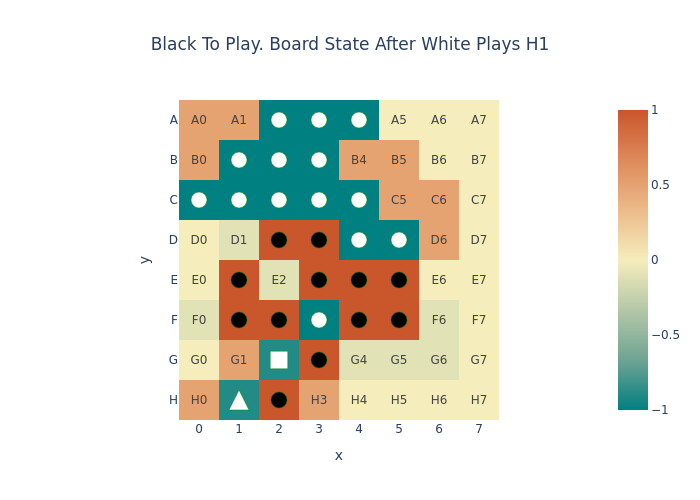 Black To Play. Board State After White Plays H1
A A0 A1 A5 A6 A7
B B0 B4 B5 B6 B7
C C5 C6 C7
D D0 D1 D6 D7
E E0 E2 E6 E7
F F0 F6 F7
G G0 G1 G4 G5 G6 G7
H H0 H3 H4 H5 H6 H7
0 1 2 3 4 5 6 7
x
y
1
0.5
0
−0.5
−1